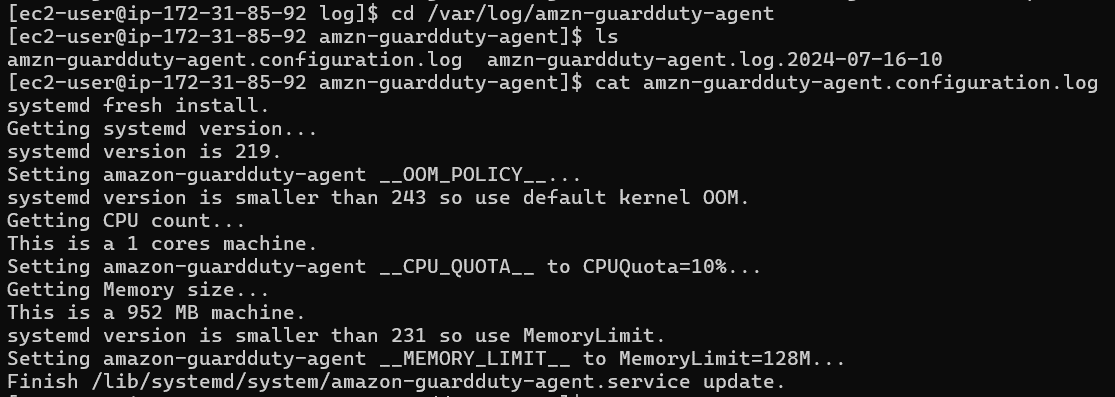 [ec2-user@ip-172-31-85-92 log]$ cd /var/log/amzn-guardduty-agent
[ec2-user@ip-172-31-85-92 amzn-guardduty-agent]$ ls
amzn-guardduty-agent.configuration.log  amzn-guardduty-agent.log.2024-07-16-10
[ec2-user@ip-172-31-85-92 amzn-guardduty-agent]$ cat amzn-guardduty-agent.configuration.log
systemd fresh install.
Getting systemd version...
systemd version is 219.
Setting amazon-guardduty-agent __OOM_POLICY__...
systemd version is smaller than 243 so use default kernel OOM.
Getting CPU count...
This is a 1 cores machine.
Setting amazon-guardduty-agent __CPU_QUOTA__ to CPUQuota=10%...
Getting Memory size...
This is a 952 MB machine.
systemd version is smaller than 231 so use MemoryLimit.
Setting amazon-guardduty-agent __MEMORY_LIMIT__ to MemoryLimit=128M...
Finish /lib/systemd/system/amazon-guardduty-agent.service update.